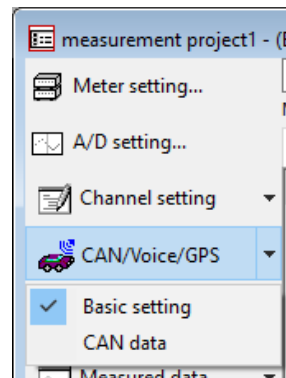 measurement project1 - (
Meter setting...
A/D setting...
Channel setting
CAN/Voice/GPS
Basic setting
CAN data
Measured data